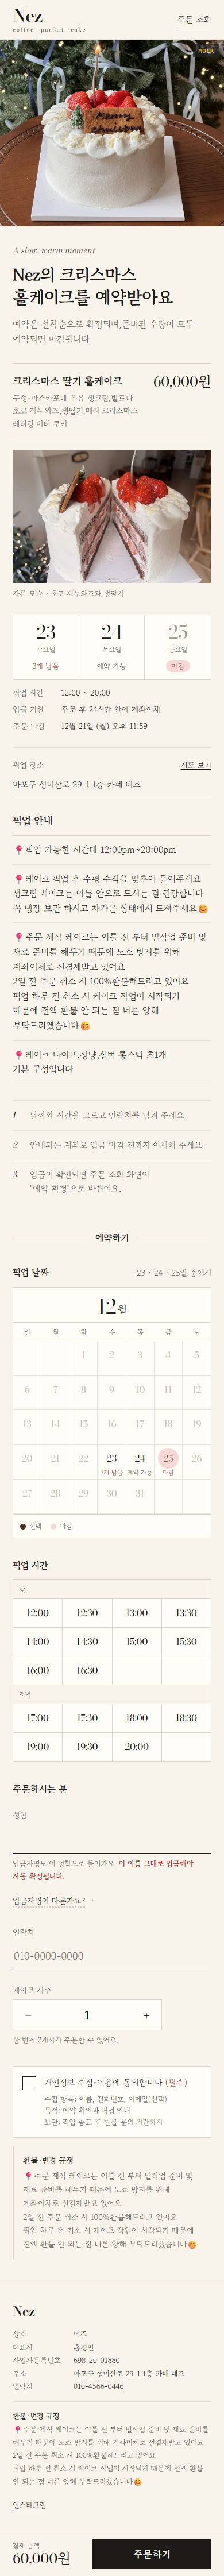 Nez
coffee · parfait · cake
주문 조회
MOCK
Merry
christmas
A slow, warm moment
Nez의 크리스마스
홀케이크를 예약받아요
예약은 선착순으로 확정되며,준비된 수량이 모두
예약되면 마감됩니다.
크리스마스 딸기 홀케이크
60,000원
구성-마스카포네 우유 생크림,발로나
초코 제누와즈,생딸기,메리 크리스마스
레터링 버터 쿠키
자른 모습 · 초코 제누와즈와 생딸기
23 24 25
수요일 목요일 금요일
3개 남음 예약 가능 마감
픽업 시간 12:00 ~ 20:00
입금 기한 주문 후 24시간 안에 계좌이체
주문 마감 12월 21일 (월) 오후 11:59
픽업 장소 지도 보기
마포구 성미산로 29-1 1층 카페 네즈
픽업 안내
📍픽업 가능한 시간대 12:00pm~20:00pm
📍케이크 픽업 후 수평 수직을 맞추어 들어주세요
생크림 케이크는 이틀 안으로 드시는 걸 권장합니다
꼭 냉장 보관 하시고 차가운 상태에서 드셔주세요😊
📍주문 제작 케이크는 이틀 전 부터 밑작업 준비 및
재료 준비를 해두기 때문에 노쇼 방지를 위해
계좌이체로 선결제받고 있어요
2일 전 주문 취소 시 100%환불해드리고 있어요
픽업 하루 전 취소 시 케이크 작업이 시작되기
때문에 전액 환불 안 되는 점 너른 양해
부탁드리겠습니다😊
📍케이크 나이프,성냥,실버 롱스틱 초1개
기본 구성입니다
1 날짜와 시간을 고르고 연락처를 남겨 주세요.
2 안내되는 계좌로 입금 마감 전까지 이체해 주세요.
3 입금이 확인되면 주문 조회 화면이
"예약 확정"으로 바뀌어요.
예약하기
픽업 날짜 23 · 24 · 25일 중에서
12월
일 월 화 수 목 금 토
1 2 3 4 5
6 7 8 9 10 11 12
13 14 15 16 17 18 19
20 21 22 23 24 25 26
3개 남음 예약 가능 마감
27 28 29 30 31
선택 마감
픽업 시간
낮
12:00 12:30 13:00 13:30
14:00 14:30 15:00 15:30
16:00 16:30
저녁
17:00 17:30 18:00 18:30
19:00 19:30 20:00
주문하시는 분
성함
입금자명도 이 성함으로 들어가요. 이 이름 그대로 입금해야
자동 확정됩니다.
입금자명이 다른가요?
연락처
010-0000-0000
케이크 개수
− 1 +
한 번에 2개까지 주문할 수 있어요.
개인정보 수집·이용에 동의합니다 (필수)
수집 항목: 이름, 전화번호, 이메일(선택)
목적: 예약 확인과 픽업 안내
보관: 픽업 종료 후 환불 문의 기간까지
환불·변경 규정
📍주문 제작 케이크는 이틀 전 부터 밑작업 준비 및
재료 준비를 해두기 때문에 노쇼 방지를 위해
계좌이체로 선결제받고 있어요
2일 전 주문 취소 시 100%환불해드리고 있어요
픽업 하루 전 취소 시 케이크 작업이 시작되기 때문에
전액 환불 안 되는 점 너른 양해 부탁드리겠습니다😊
Nez
상호 네즈
대표자 홍경빈
사업자등록번호 698-20-01880
주소 마포구 성미산로 29-1 1층 카페 네즈
연락처 010-4566-0446
환불·변경 규정
📍주문 제작 케이크는 이틀 전 부터 밑작업 준비 및 재료 준비를
해두기 때문에 노쇼 방지를 위해 계좌이체로 선결제받고 있어요
2일 전 주문 취소 시 100%환불해드리고 있어요
픽업 하루 전 취소 시 케이크 작업이 시작되기 때문에 전액 환불
안 되는 점 너른 양해 부탁드리겠습니다😊
인스타그램
결제 금액
60,000원
주문하기